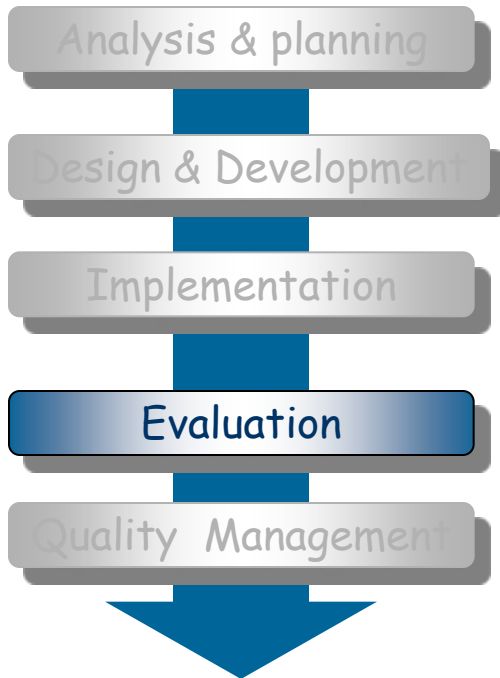 Analysis & planning
Design & Development
Implementation
Evaluation
Quality Management